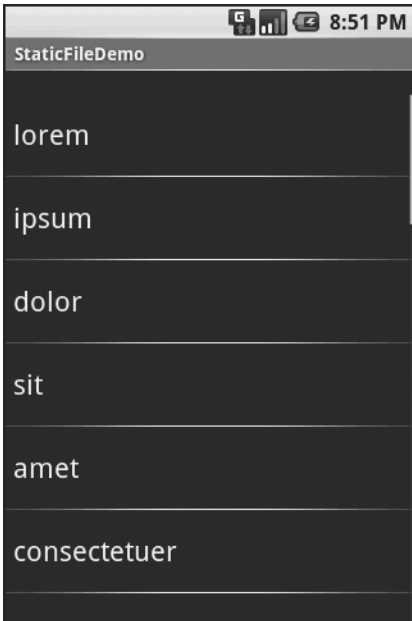 G 8:51 PM
StaticFileDemo
lorem
ipsum
dolor
sit
amet
consectetuer